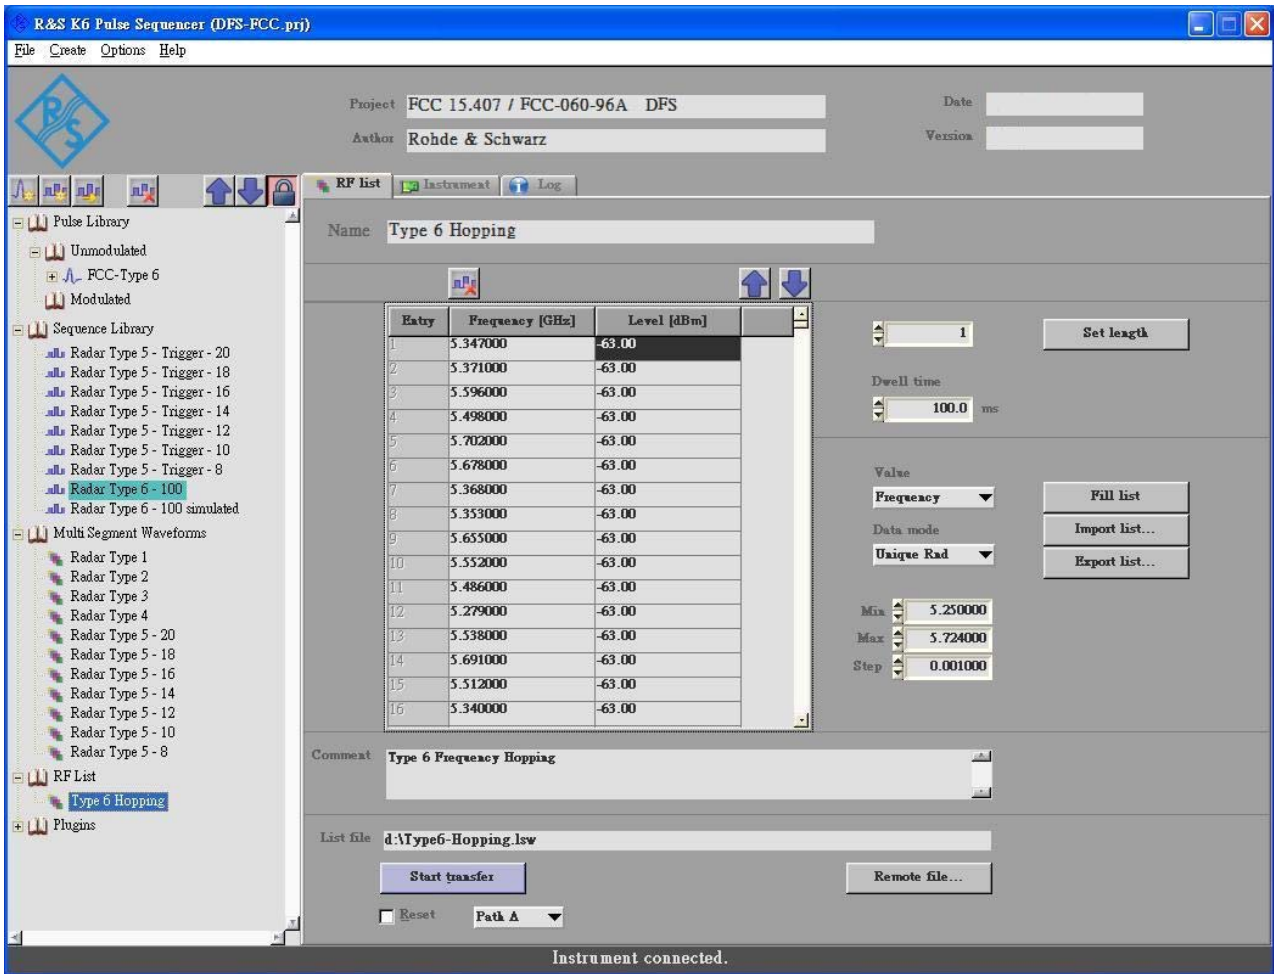 R&S K6 Pulse Sequencer (DFS-FCC.prj)
File Create Options Help
R&S
Project FCC 15.407 / FCC-060-96A DFS
Date
Author Rohde & Schwarz
Version
RF list Instrument Log
Pulse Library
Unmodulated
FCC-Type 6
Modulated
Sequence Library
Radar Type 5 - Trigger - 20
Radar Type 5 - Trigger - 18
Radar Type 5 - Trigger - 16
Radar Type 5 - Trigger - 14
Radar Type 5 - Trigger - 12
Radar Type 5 - Trigger - 10
Radar Type 5 - Trigger - 8
Radar Type 6 - 100
Radar Type 6 - 100 simulated
Multi Segment Waveforms
Radar Type 1
Radar Type 2
Radar Type 3
Radar Type 4
Radar Type 5 - 20
Radar Type 5 - 18
Radar Type 5 - 16
Radar Type 5 - 14
Radar Type 5 - 12
Radar Type 5 - 10
Radar Type 5 - 8
RF List
Type 6 Hopping
Plugins
Name Type 6 Hopping
Entry Frequency [GHz] Level [dBm]
1 5.347000 -63.00
2 5.371000 -63.00
3 5.596000 -63.00
4 5.498000 -63.00
5 5.702000 -63.00
6 5.678000 -63.00
7 5.368000 -63.00
8 5.353000 -63.00
9 5.655000 -63.00
10 5.552000 -63.00
11 5.486000 -63.00
12 5.279000 -63.00
13 5.538000 -63.00
14 5.691000 -63.00
15 5.512000 -63.00
16 5.340000 -63.00
1 Set length
Dwell time
100.0 ms
Value
Frequency Fill list
Data mode Import list...
Unique Rnd Export list...
Min 5.250000
Max 5.724000
Step 0.001000
Comment Type 6 Frequency Hopping
List file d:\Type6-Hopping.lsw
Start transfer Remote file...
Reset Path A
Instrument connected.